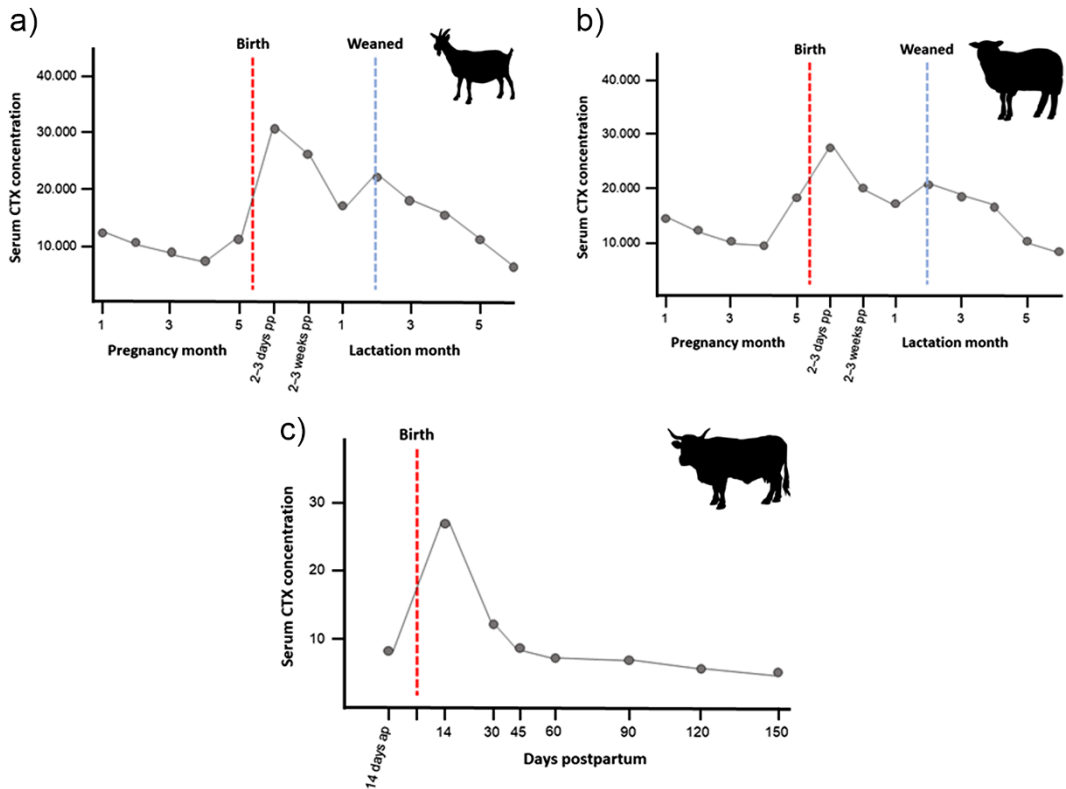 a)
Birth
Weaned
40.000
30.000
20.000
10.000
Serum CTX concentration
1
3
5
2–3 days pp
2–3 weeks pp
1
3
5
Pregnancy month
Lactation month
b)
Birth
Weaned
40.000
30.000
20.000
10.000
Serum CTX concentration
1
3
5
2–3 days pp
2–3 weeks pp
1
3
5
Pregnancy month
Lactation month
c)
Birth
30
20
10
Serum CTX concentration
14 days ap
14
30
45
60
90
120
150
Days postpartum